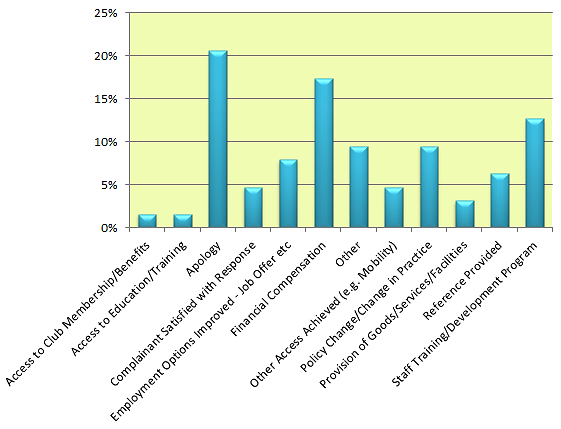 25%
20%
15%
10%
5%
0%
Access to Club Membership/Benefits
Access to Education/Training
Apology
Complainant Satisfied with Response
Employment Options Improved - Job Offer etc
Financial Compensation
Other
Other Access Achieved (e.g. Mobility)
Policy Change/Change in Practice
Provision of Goods/Services/Facilities
Reference Provided
Staff Training/Development Program